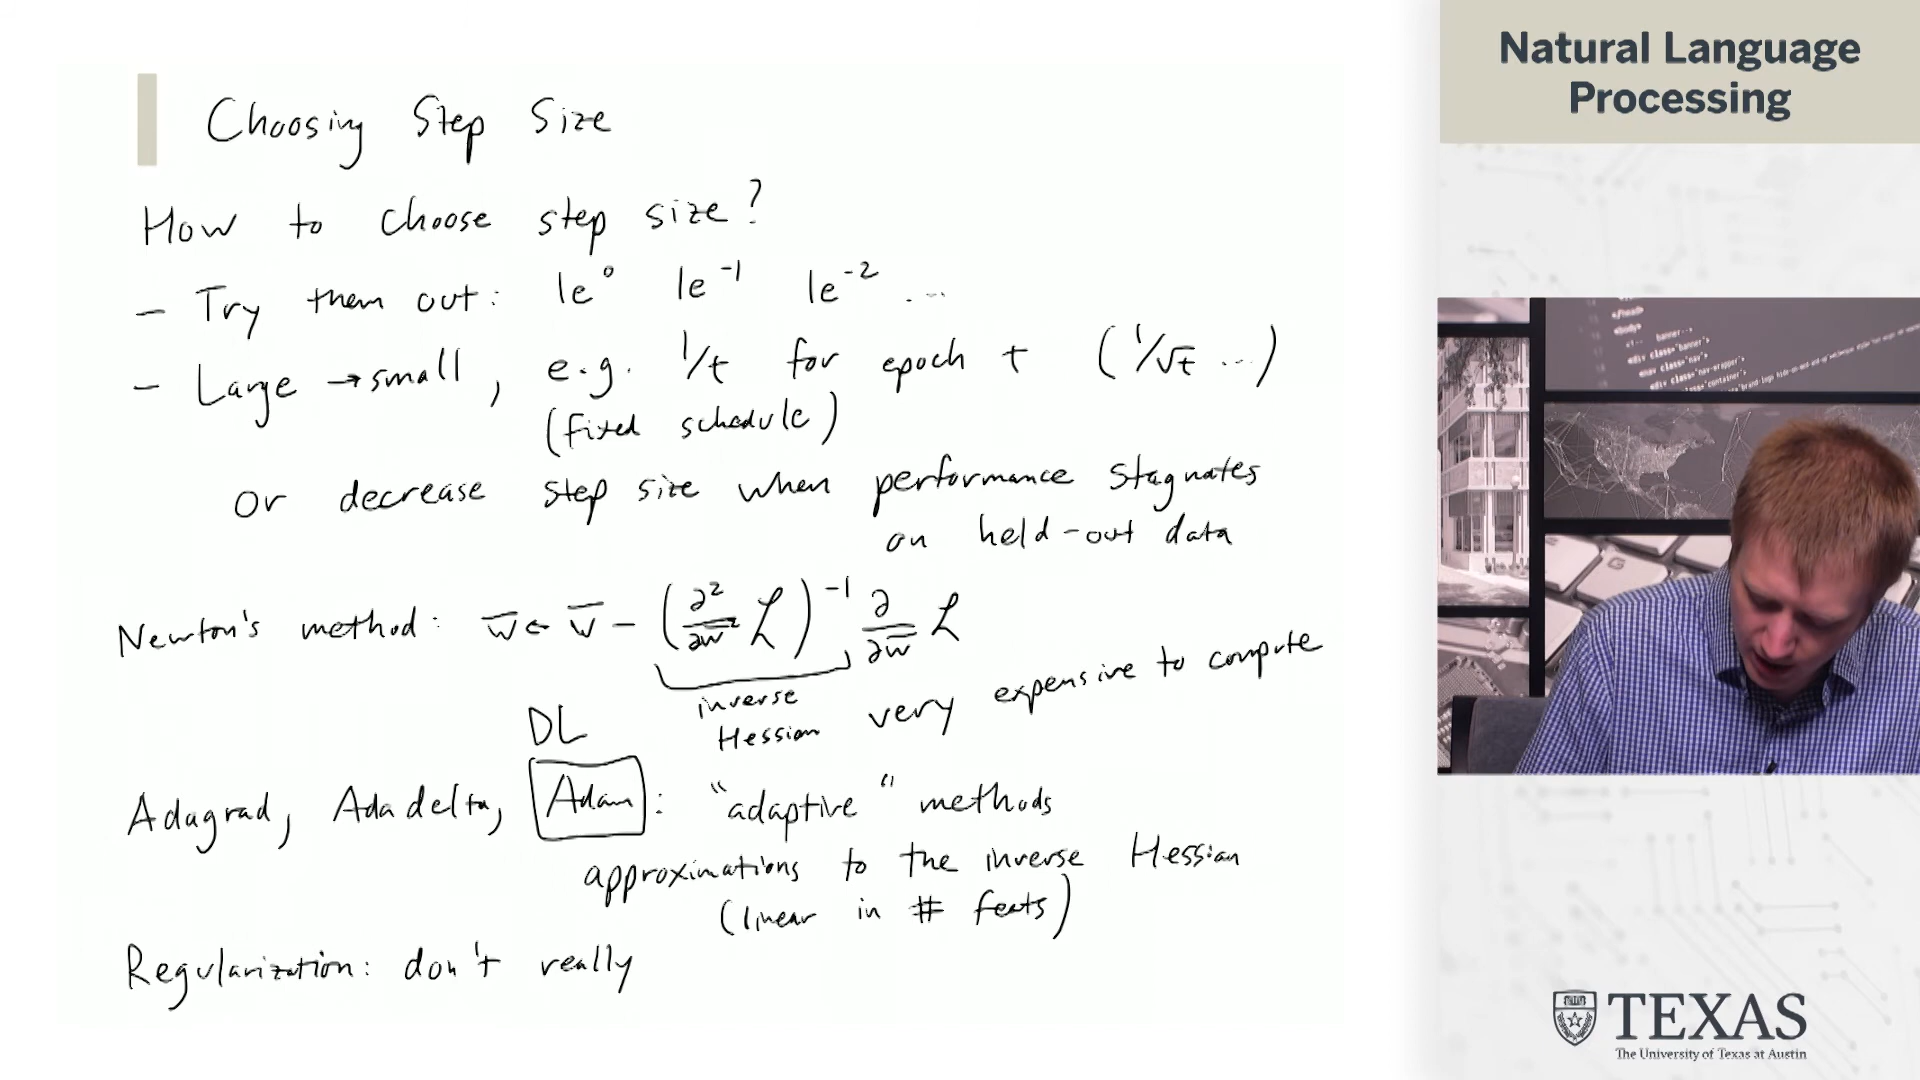 Choosing Step Size
How to choose step size?
- Try them out: 1e⁰ 1e⁻¹ 1e⁻² ...
- Large → small, e.g. 1/t for epoch t (1/√t ...)
(fixed schedule)
or decrease step size when performance stagnates
on held-out data
Newton's method: w̄ ← w̄ - (∂²/∂w̄² ℒ)⁻¹ ∂/∂w̄ ℒ
inverse
Hessian very expensive to compute
DL
Adagrad, Adadelta, Adam: "adaptive" methods
approximations to the inverse Hessian
(linear in # feats)
Regularization: don't really
Natural Language
Processing
TEXAS
The University of Texas at Austin